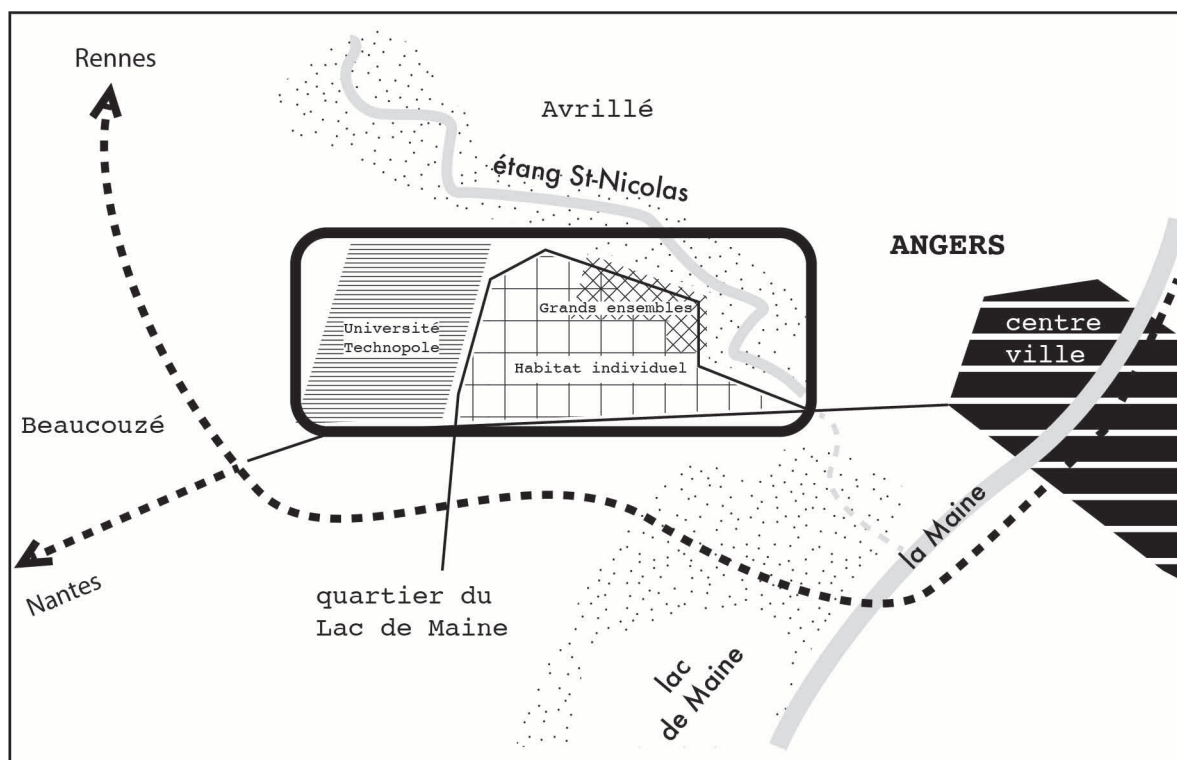 Rennes
Avrillé
étang St-Nicolas
ANGERS
Grands ensembles
centre
ville
Université
Technopole
Habitat individuel
Beaucouzé
la Maine
Nantes
quartier du
Lac de Maine
lac
de Maine